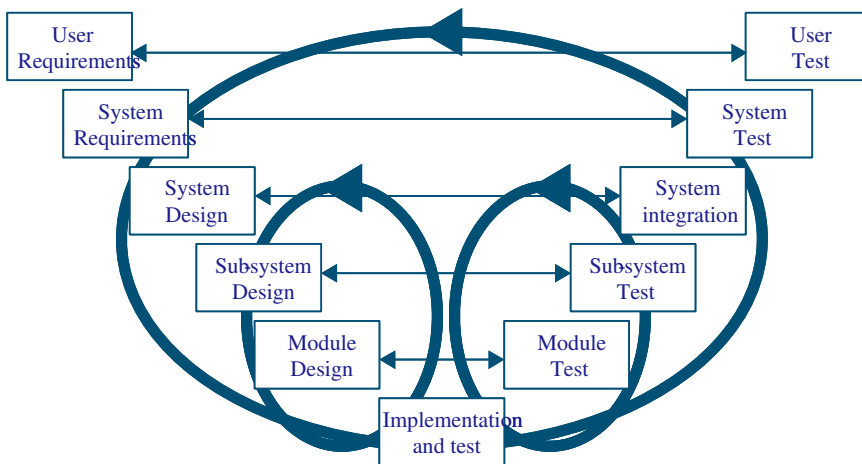 User
Requirements
User
Test
System
Requirements
System
Test
System
Design
System
integration
Subsystem
Design
Subsystem
Test
Module
Design
Module
Test
Implementation
and test